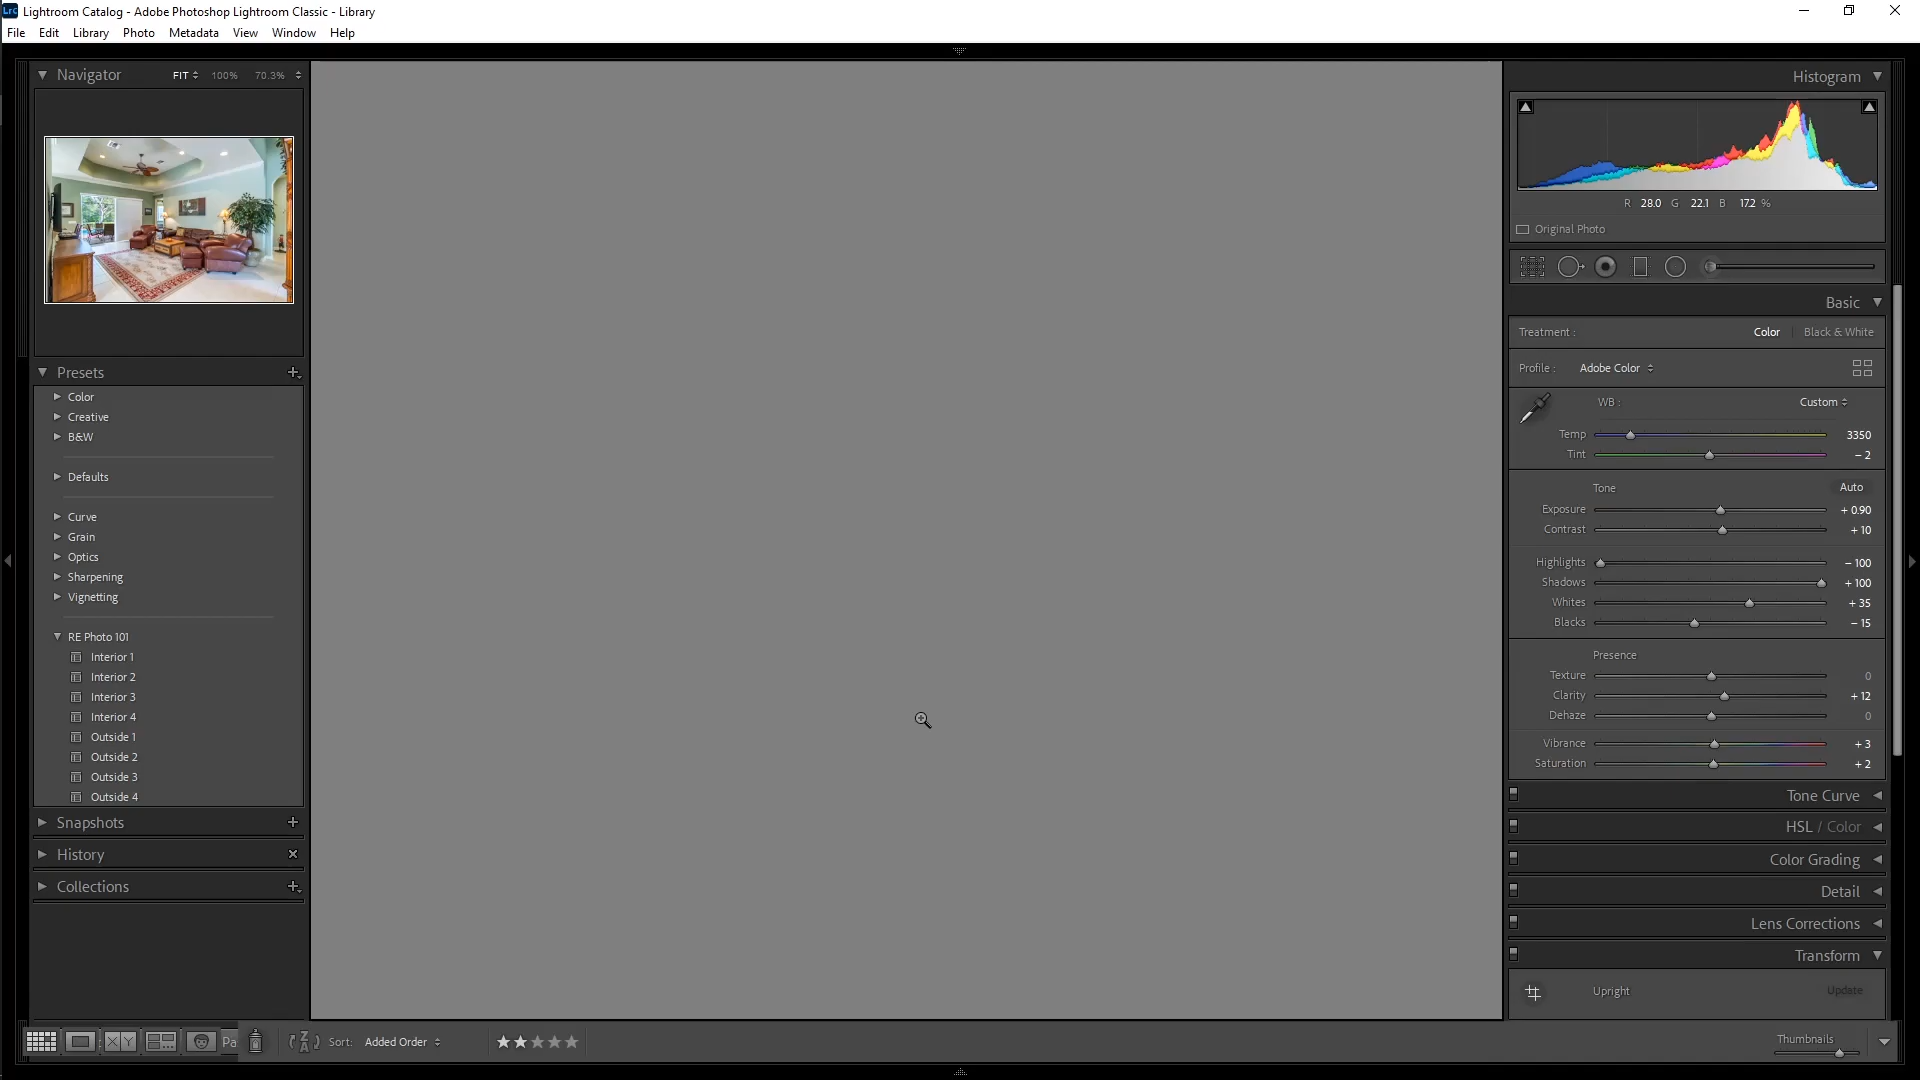 Lrc Lightroom Catalog - Adobe Photoshop Lightroom Classic - Library
File Edit Library Photo Metadata View Window Help
Navigator FIT 100% 70.3%
Presets
Color
Creative
B&W
Defaults
Curve
Grain
Optics
Sharpening
Vignetting
RE Photo 101
Interior 1
Interior 2
Interior 3
Interior 4
Outside 1
Outside 2
Outside 3
Outside 4
Snapshots
History
Collections
Pa Sort: Added Order
Histogram
R 28.0 G 22.1 B 17.2 %
Original Photo
Basic
Treatment : Color Black & White
Profile : Adobe Color
WB : Custom
Temp 3350
Tint - 2
Tone Auto
Exposure + 0.90
Contrast + 10
Highlights - 100
Shadows + 100
Whites + 35
Blacks - 15
Presence
Texture 0
Clarity + 12
Dehaze 0
Vibrance + 3
Saturation + 2
Tone Curve
HSL / Color
Color Grading
Detail
Lens Corrections
Transform
Upright Update
Thumbnails